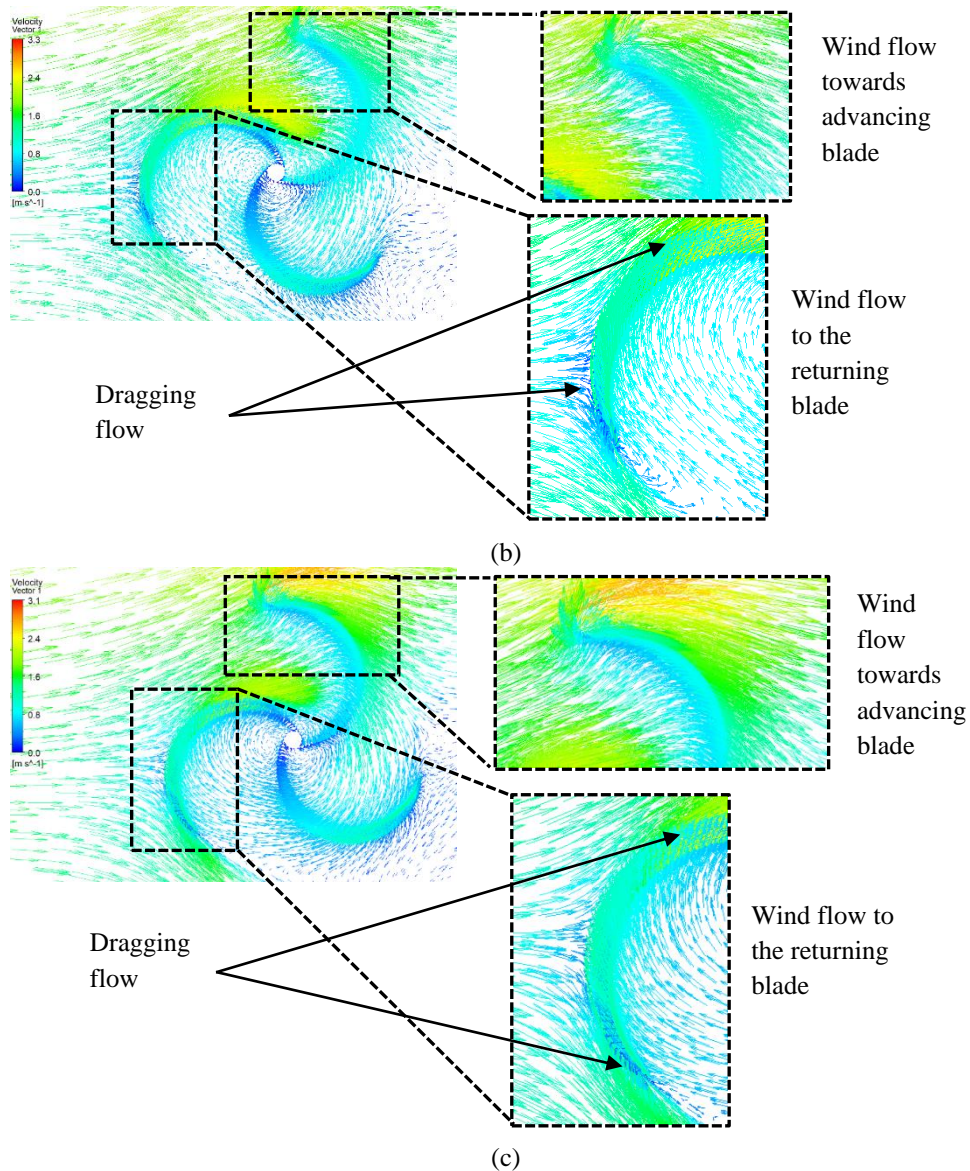 Velocity
Vector 1
3.3
2.4
1.6
0.8
0.0
[m s^-1]
Wind flow
towards
advancing
blade
Wind flow
to the
returning
blade
Dragging
flow
(b)
Velocity
Vector 1
3.1
2.4
1.6
0.8
0.0
[m s^-1]
Wind
flow
towards
advancing
blade
Wind flow to
the returning
blade
Dragging
flow
(c)